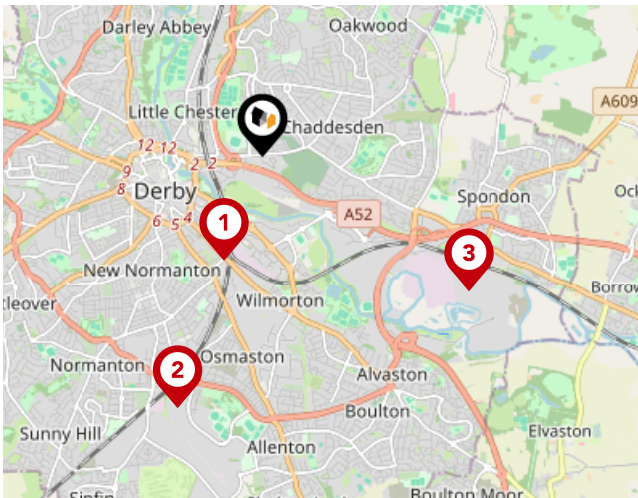 Darley Abbey
Oakwood
A609
Little Chester
Chaddesden
12 12
2 2
9
8
Derby
Spondon
Ock
A52
6 5 4
1
3
New Normanton
Borrow
tleover
Wilmorton
Osmaston
Normanton
2
Alvaston
Boulton
Sunny Hill
Elvaston
Allenton
Sinfin
Boulton Moor